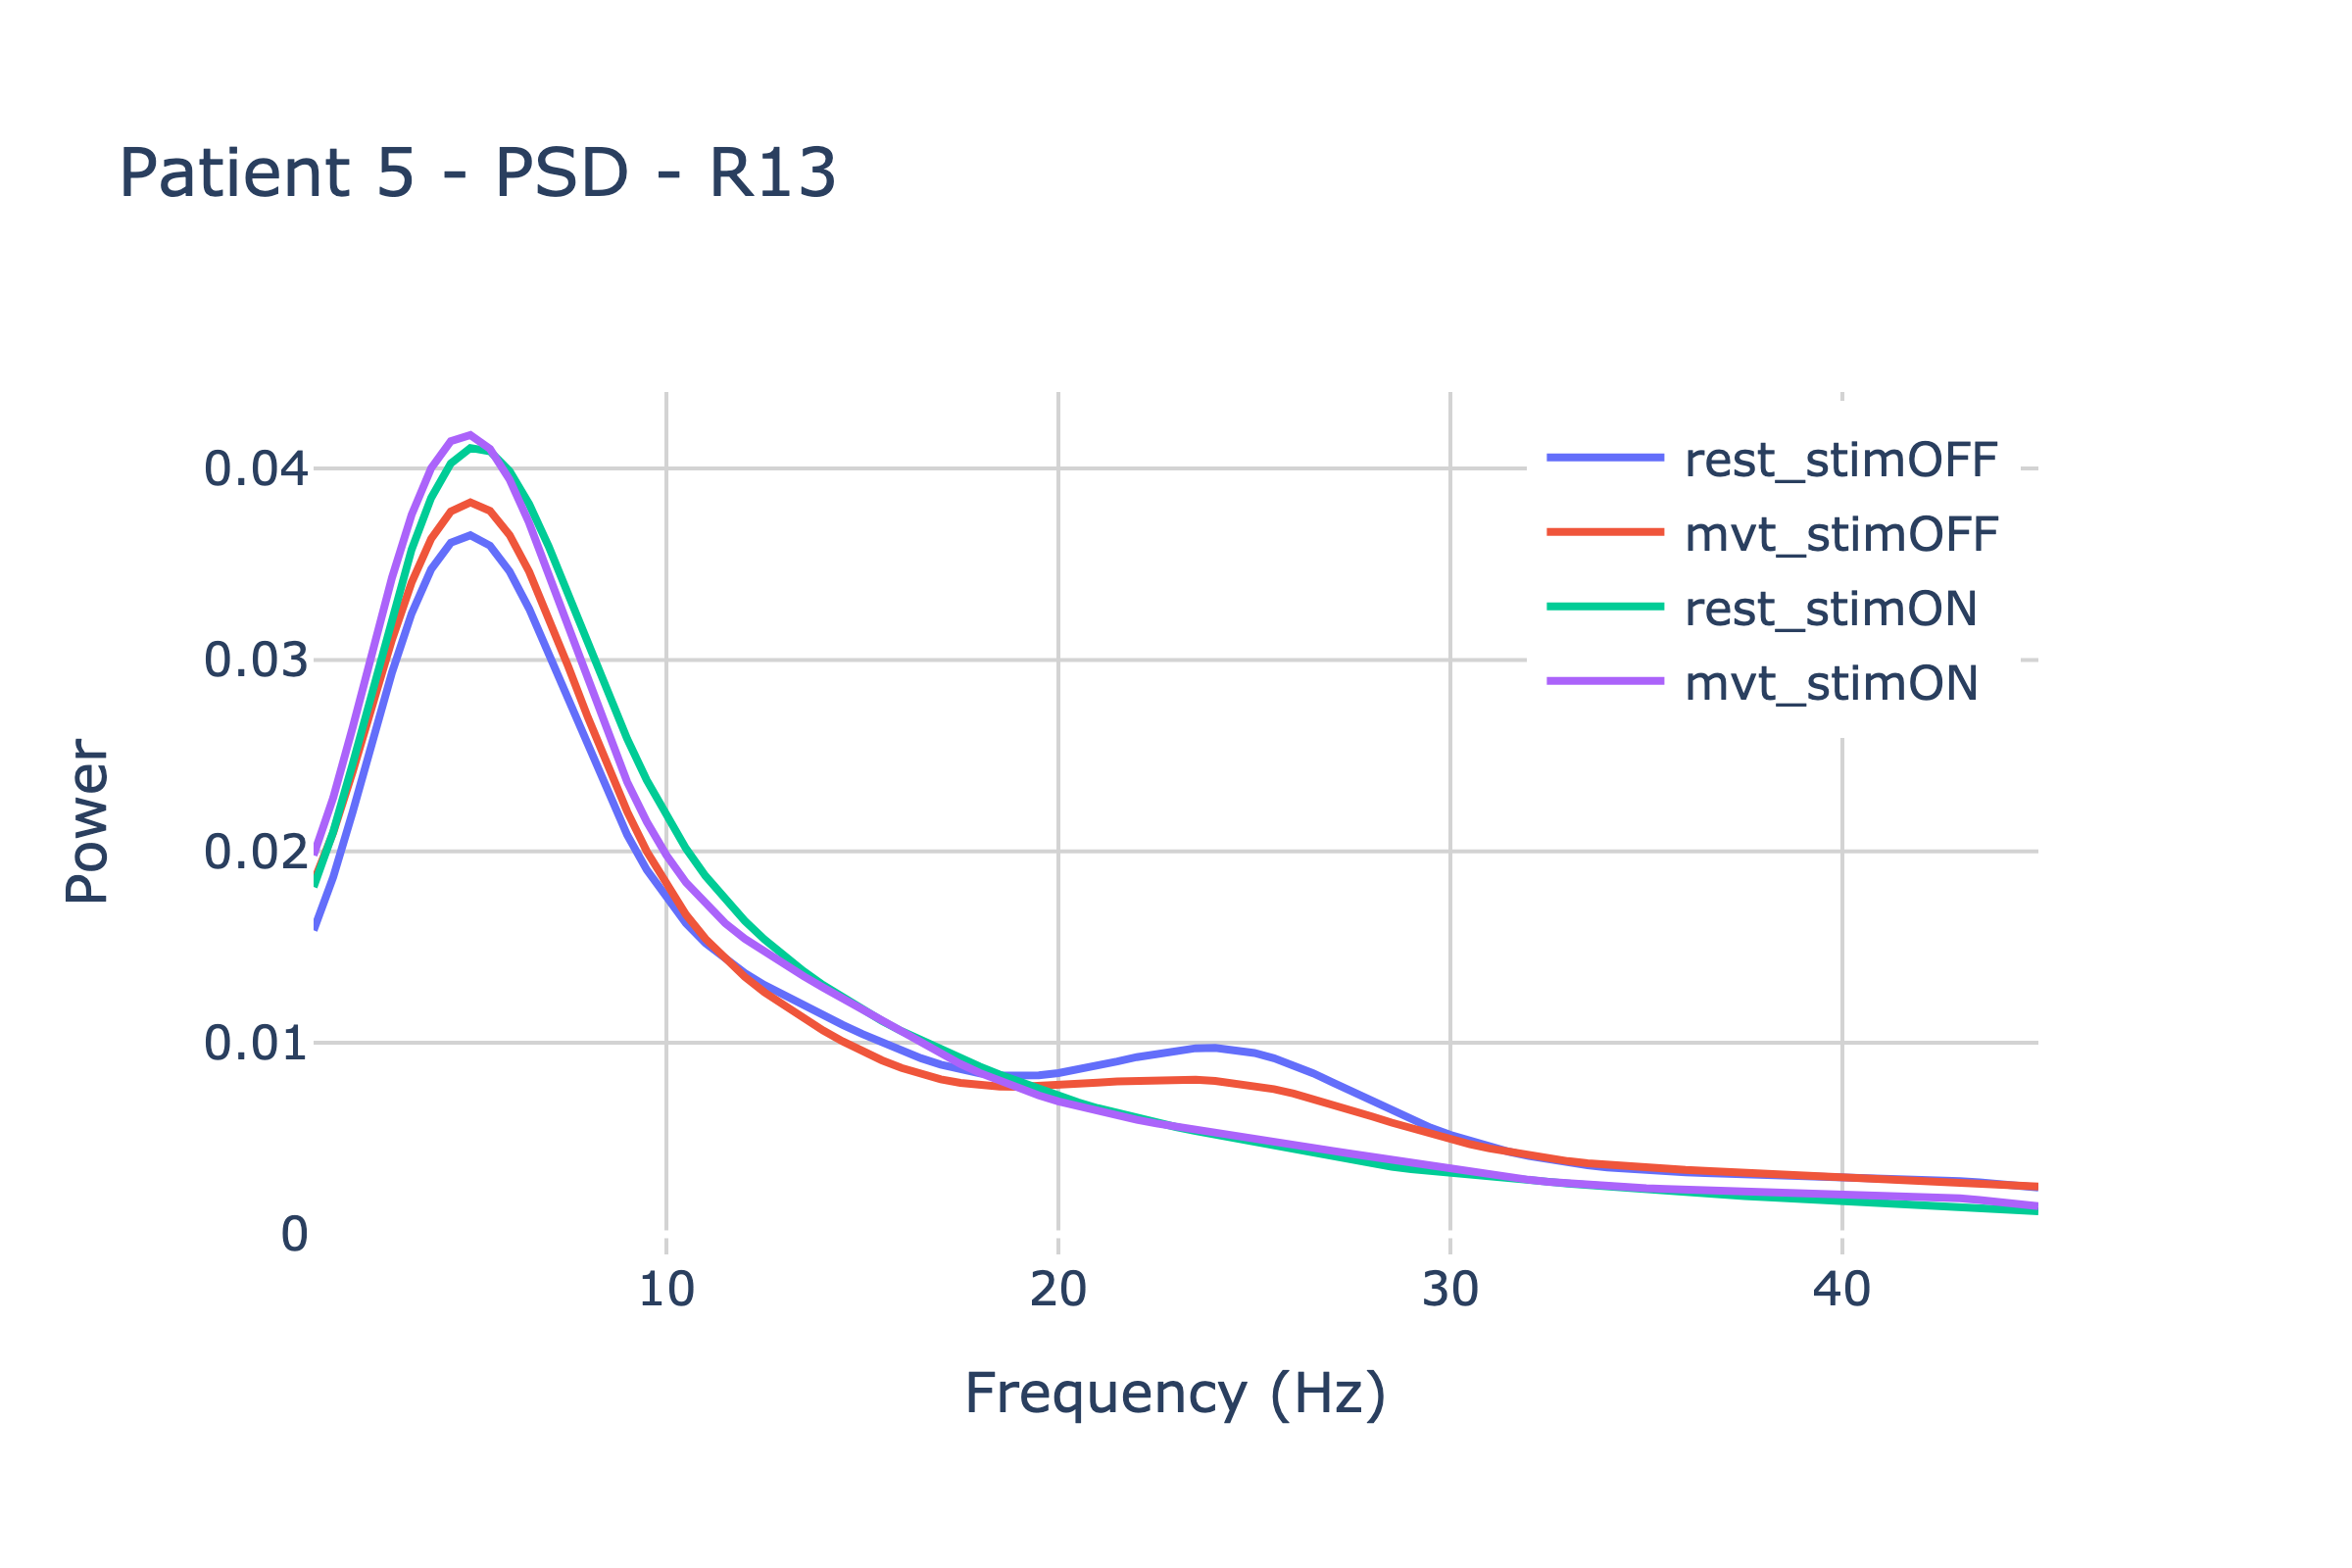 Patient 5 - PSD - R13
rest_stimOFF
mvt_stimOFF
rest_stimON
mvt_stimON
0.04
0.03
0.02
0.01
0
Power
10 20 30 40
Frequency (Hz)